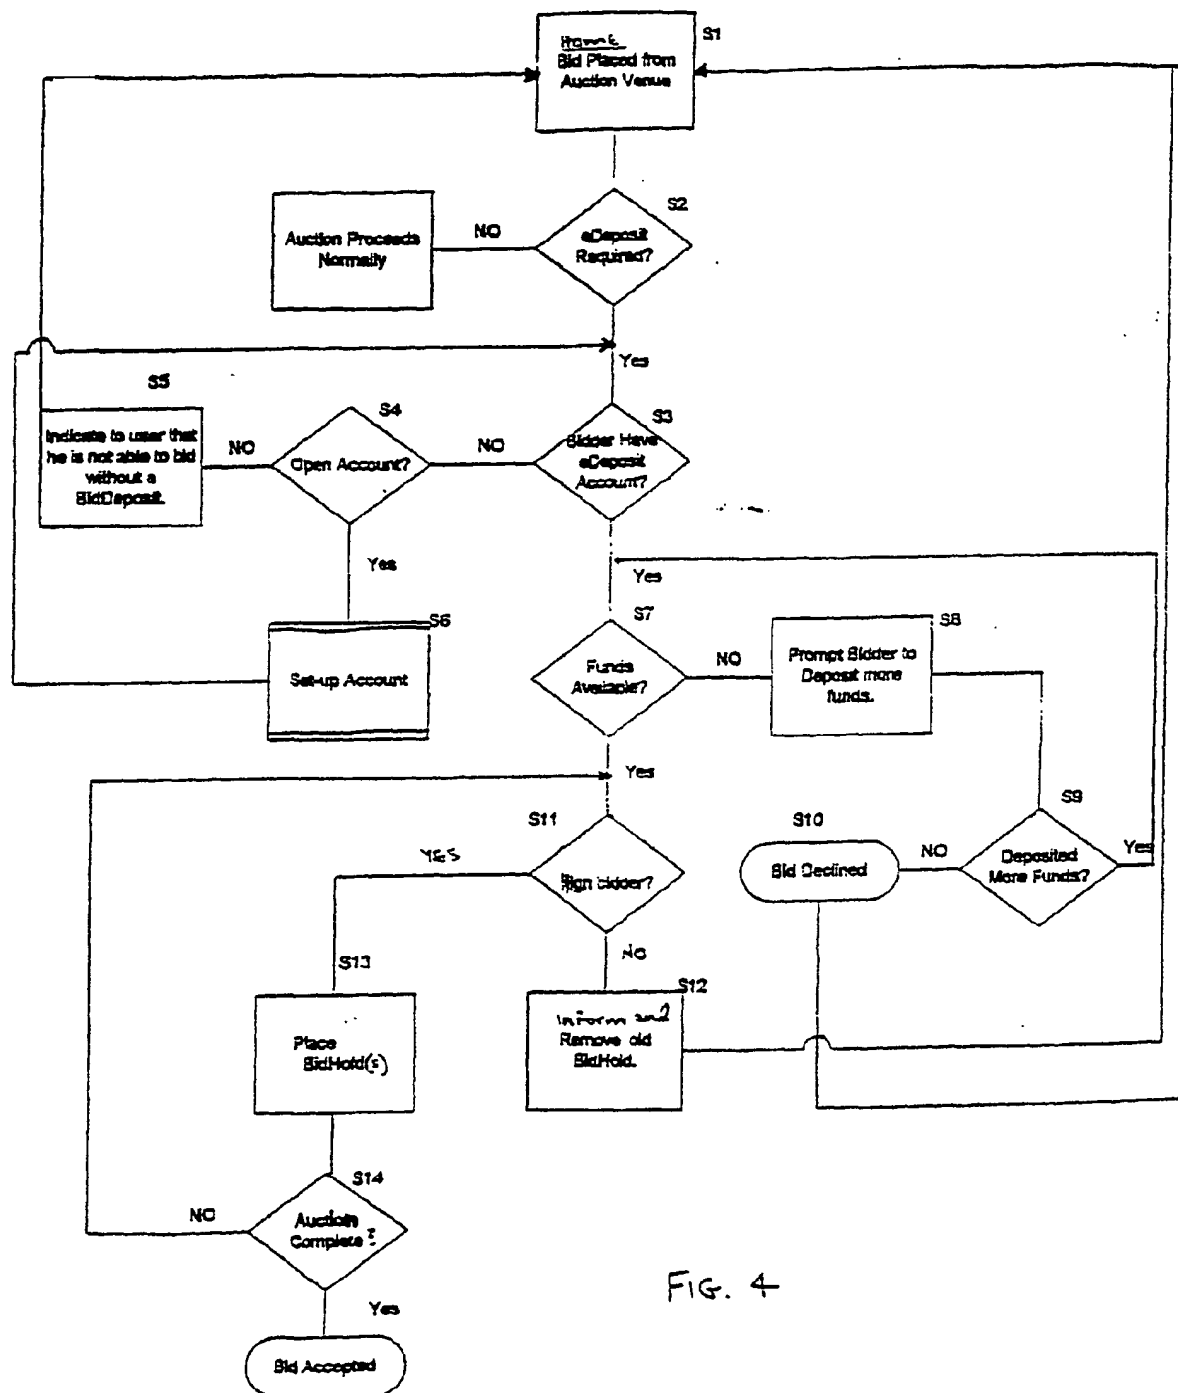 S1
Bid Placed from
Auction Venue
S2
eDeposit
Required?
NO
Auction Proceeds
Normally
Yes
S5
S4
S3
Indicate to user that
he is not able to bid
without a
BidDeposit.
NO
Open Account?
NO
Bidder Have
eDeposit
Account?
Yes
Yes
S6
Set-up Account
S7
Funds
Available?
NO
S8
Prompt Bidder to
Deposit more
funds.
Yes
S9
Deposited
More Funds?
Yes
NO
S10
Bid Declined
S11
High bidder?
YES
NO
S12
Inform and
Remove old
BidHold.
S13
Place
BidHold(s)
S14
Auction
Complete?
NO
Yes
Bid Accepted
FIG. 4